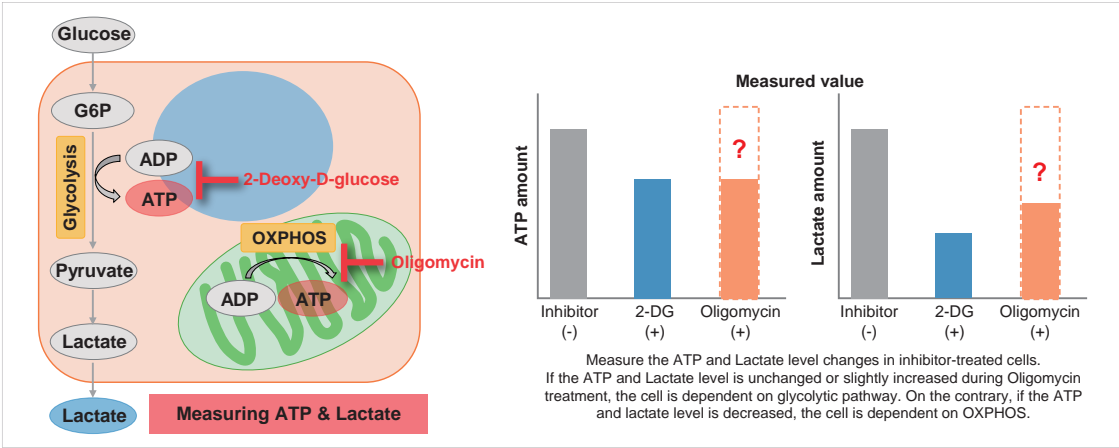 Glucose
G6P
Glycolysis
ADP
ATP
2-Deoxy-D-glucose
OXPHOS
Oligomycin
ADP
ATP
Pyruvate
Lactate
Lactate
Measuring ATP & Lactate
Measured value
ATP amount
?
Inhibitor
(-)
2-DG
(+)
Oligomycin
(+)
Lactate amount
?
Inhibitor
(-)
2-DG
(+)
Oligomycin
(+)
Measure the ATP and Lactate level changes in inhibitor-treated cells.
If the ATP and Lactate level is unchanged or slightly increased during Oligomycin
treatment, the cell is dependent on glycolytic pathway. On the contrary, if the ATP
and lactate level is decreased, the cell is dependent on OXPHOS.